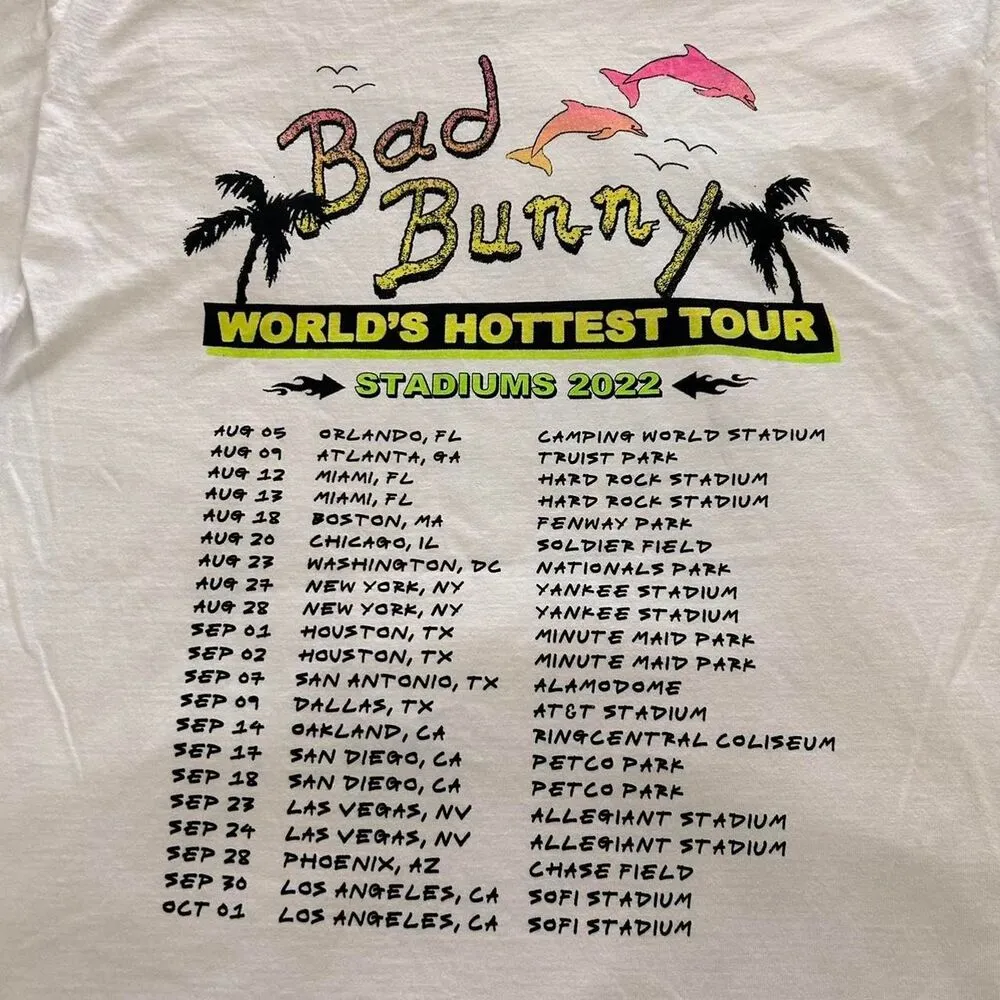 Bad
Bunny
WORLD'S HOTTEST TOUR
STADIUMS 2022
AUG 05 ORLANDO, FL CAMPING WORLD STADIUM
AUG 09 ATLANTA, GA TRUIST PARK
AUG 12 MIAMI, FL HARD ROCK STADIUM
AUG 13 MIAMI, FL HARD ROCK STADIUM
AUG 18 BOSTON, MA FENWAY PARK
AUG 20 CHICAGO, IL SOLDIER FIELD
AUG 23 WASHINGTON, DC NATIONALS PARK
AUG 27 NEW YORK, NY YANKEE STADIUM
AUG 28 NEW YORK, NY YANKEE STADIUM
SEP 01 HOUSTON, TX MINUTE MAID PARK
SEP 02 HOUSTON, TX MINUTE MAID PARK
SEP 07 SAN ANTONIO, TX ALAMODOME
SEP 09 DALLAS, TX AT&T STADIUM
SEP 14 OAKLAND, CA RINGCENTRAL COLISEUM
SEP 17 SAN DIEGO, CA PETCO PARK
SEP 18 SAN DIEGO, CA PETCO PARK
SEP 23 LAS VEGAS, NV ALLEGIANT STADIUM
SEP 24 LAS VEGAS, NV ALLEGIANT STADIUM
SEP 28 PHOENIX, AZ CHASE FIELD
SEP 30 LOS ANGELES, CA SOFI STADIUM
OCT 01 LOS ANGELES, CA SOFI STADIUM